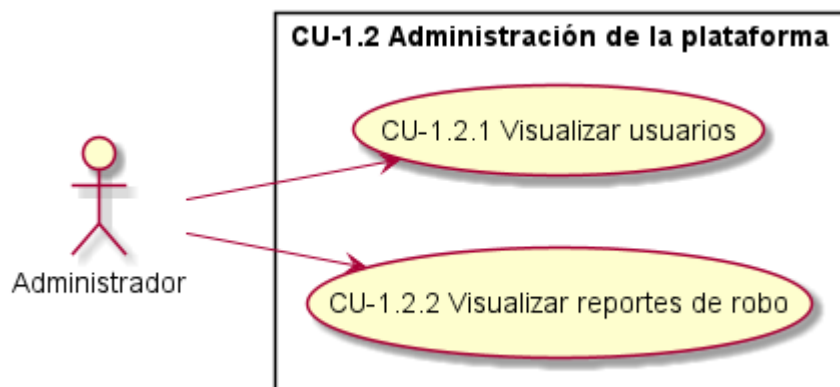 CU-1.2 Administración de la plataforma
CU-1.2.1 Visualizar usuarios
Administrador
CU-1.2.2 Visualizar reportes de robo